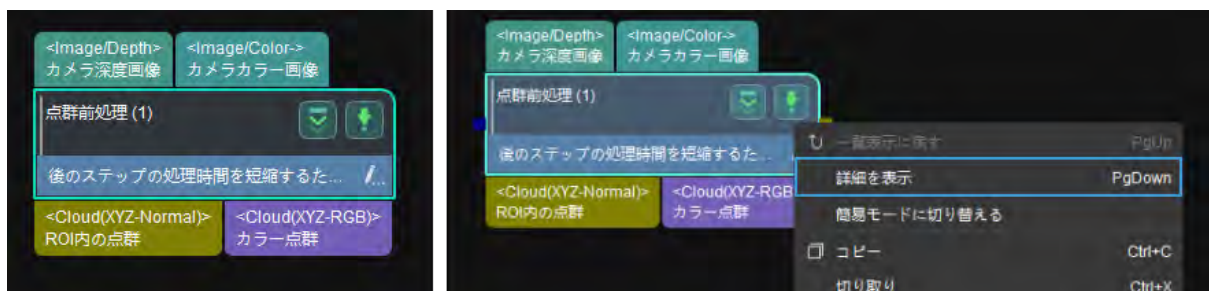 <Image/Depth>
カメラ深度画像
<Image/Color->
カメラカラー画像
点群前処理 (1)
後のステップの処理時間を短縮するた...
<Cloud(XYZ-Normal)>
ROI内の点群
<Cloud(XYZ-RGB)>
カラー点群
<Image/Depth>
カメラ深度画像
<Image/Color->
カメラカラー画像
点群前処理 (1)
後のステップの処理時間を短縮するた...
<Cloud(XYZ-Normal)>
ROI内の点群
<Cloud(XYZ-RGB
カラー点群
一覧表示に戻す PgUp
詳細を表示 PgDown
簡易モードに切り替える
コピー Ctrl+C
切り取り Ctrl+X